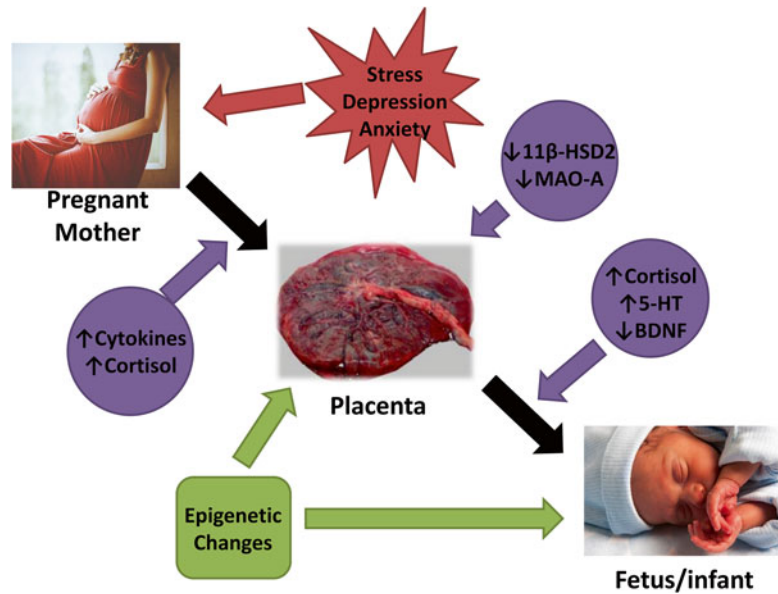 Stress
Depression
Anxiety
↓11β-HSD2
↓MAO-A
Pregnant
Mother
↑Cortisol
↑5-HT
↓BDNF
↑Cytokines
↑Cortisol
Placenta
Epigenetic
Changes
Fetus/infant